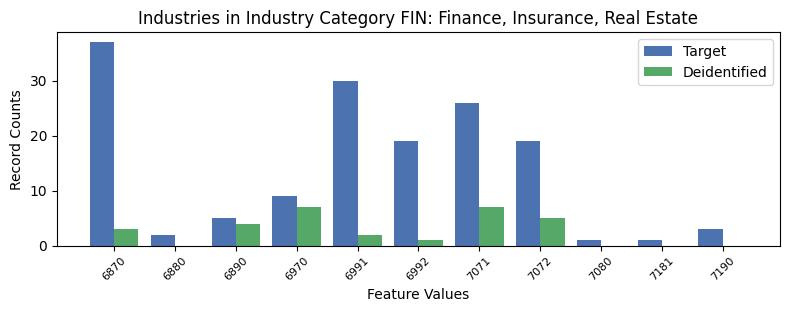 Industries in Industry Category FIN: Finance, Insurance, Real Estate
Target
Deidentified
Record Counts
30
20
10
0
6870 6880 6890 6970 6991 6992 7071 7072 7080 7181 7190
Feature Values